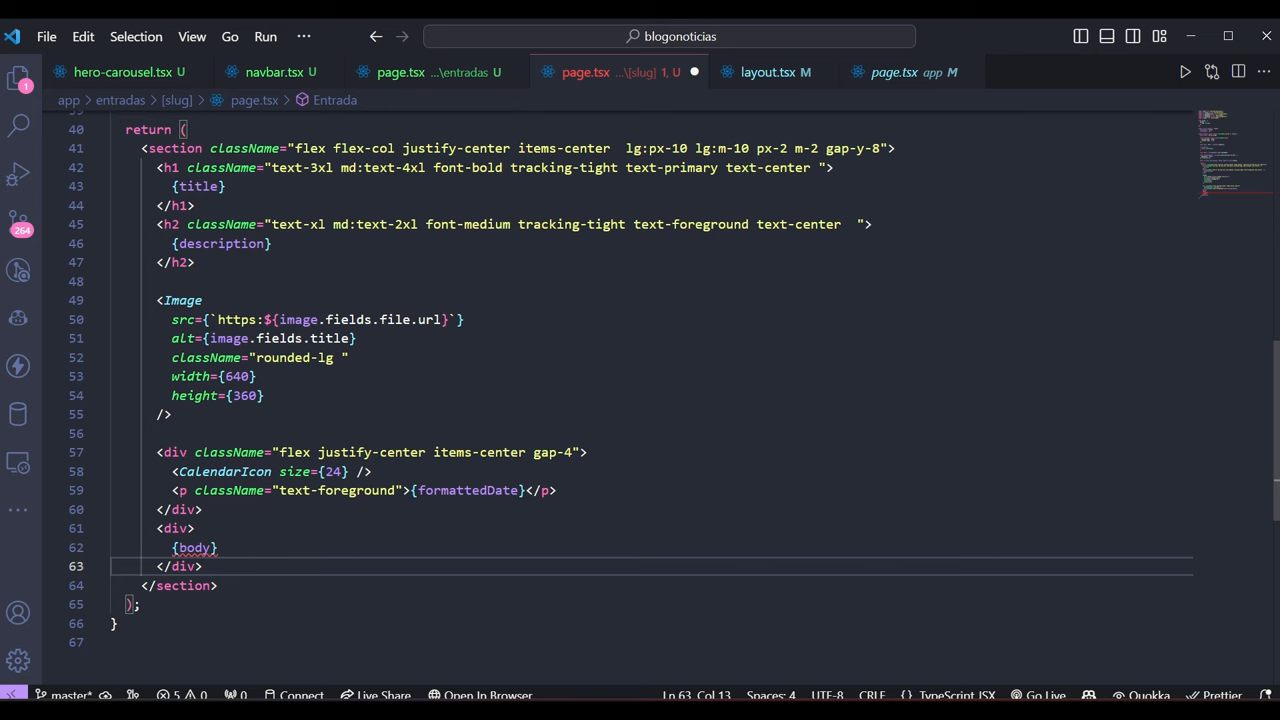 File Edit Selection View Go Run ··· blogonoticias
hero-carousel.tsx U navbar.tsx U page.tsx ...\entradas U page.tsx ...\[slug] 1, U layout.tsx M page.tsx app M
app > entradas > [slug] > page.tsx > Entrada
1
264
39
40 return (
41 <section className="flex flex-col justify-center items-center  lg:px-10 lg:m-10 px-2 m-2 gap-y-8">
42 <h1 className="text-3xl md:text-4xl font-bold tracking-tight text-primary text-center ">
43 {title}
44 </h1>
45 <h2 className="text-xl md:text-2xl font-medium tracking-tight text-foreground text-center  ">
46 {description}
47 </h2>
48
49 <Image
50 src={`https:${image.fields.file.url}`}
51 alt={image.fields.title}
52 className="rounded-lg "
53 width={640}
54 height={360}
55 />
56
57 <div className="flex justify-center items-center gap-4">
58 <CalendarIcon size={24} />
59 <p className="text-foreground">{formattedDate}</p>
60 </div>
61 <div>
62 {body}
63 </div>
64 </section>
65 );
66 }
67
master* 5 0 0 Connect Live Share Open In Browser Ln 63, Col 13 Spaces: 4 UTF-8 CRLF {} TypeScript JSX Go Live Quokka Prettier